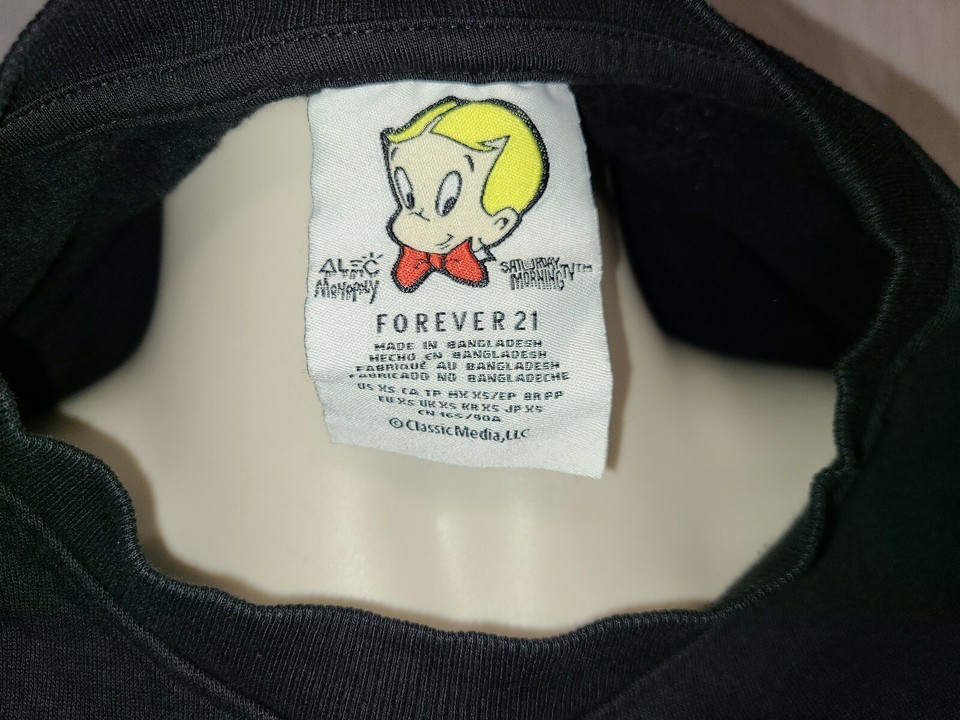 ALEC MONOPOLY
SATURDAY MORNING TV™
FOREVER 21
MADE IN BANGLADESH
HECHO EN BANGLADESH
FABRIQUÉ AU BANGLADESH
FABRICADO NO BANGLADECHE
US XS CA TP MX XS/EP BR PP
EU XS UK XS KR XS JP XS
CN 165/90A
©ClassicMedia,LLC